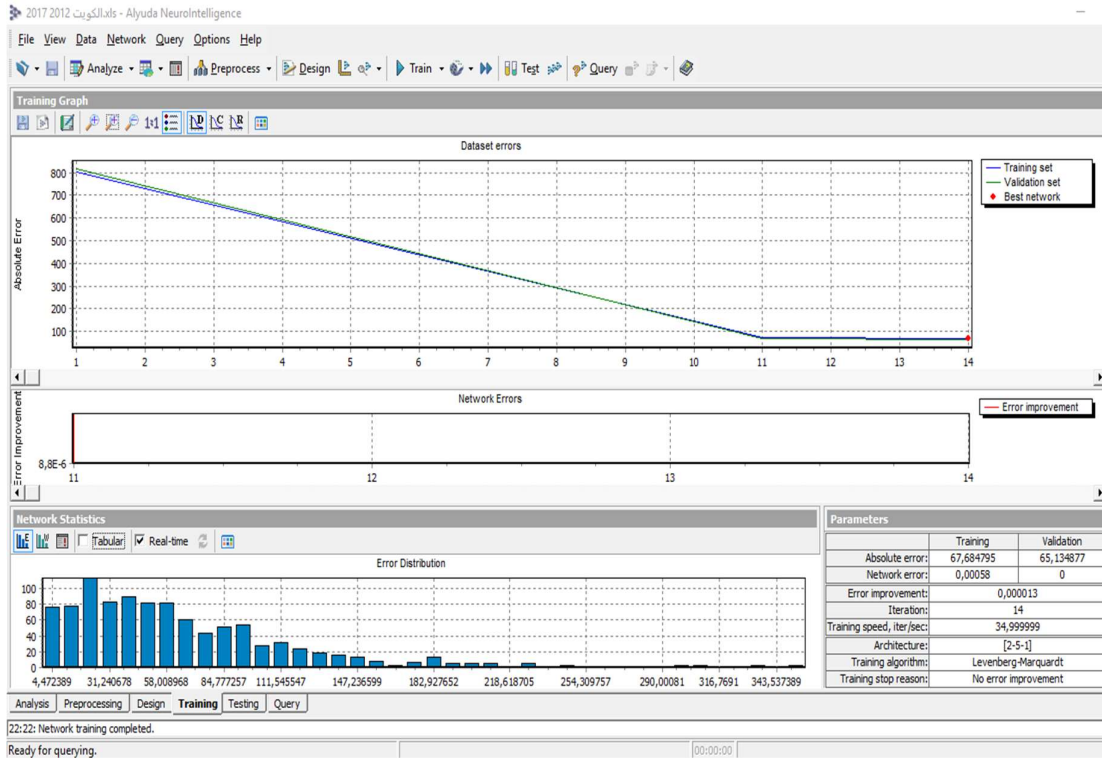 2017 2012 الكويت.xls - Alyuda NeuroIntelligence
File View Data Network Query Options Help
Analyze Preprocess Design Train Test Query
Training Graph
1:1 D C R
Dataset errors
Absolute Error
800
700
600
500
400
300
200
100
1 2 3 4 5 6 7 8 9 10 11 12 13 14
Training set
Validation set
Best network
Network Errors
Error Improvement
8,8E-6
11 12 13 14
Error improvement
Network Statistics
Tabular Real-time
Error Distribution
100
80
60
40
20
0
4,472389 31,240678 58,008968 84,777257 111,545547 147,236599 182,927652 218,618705 254,309757 290,00081 316,7691 343,537389
Parameters
Training Validation
Absolute error: 67,684795 65,134877
Network error: 0,00058 0
Error improvement: 0,000013
Iteration: 14
Training speed, iter/sec: 34,999999
Architecture: [2-5-1]
Training algorithm: Levenberg-Marquardt
Training stop reason: No error improvement
Analysis Preprocessing Design Training Testing Query
22:22: Network training completed.
Ready for querying. 00:00:00